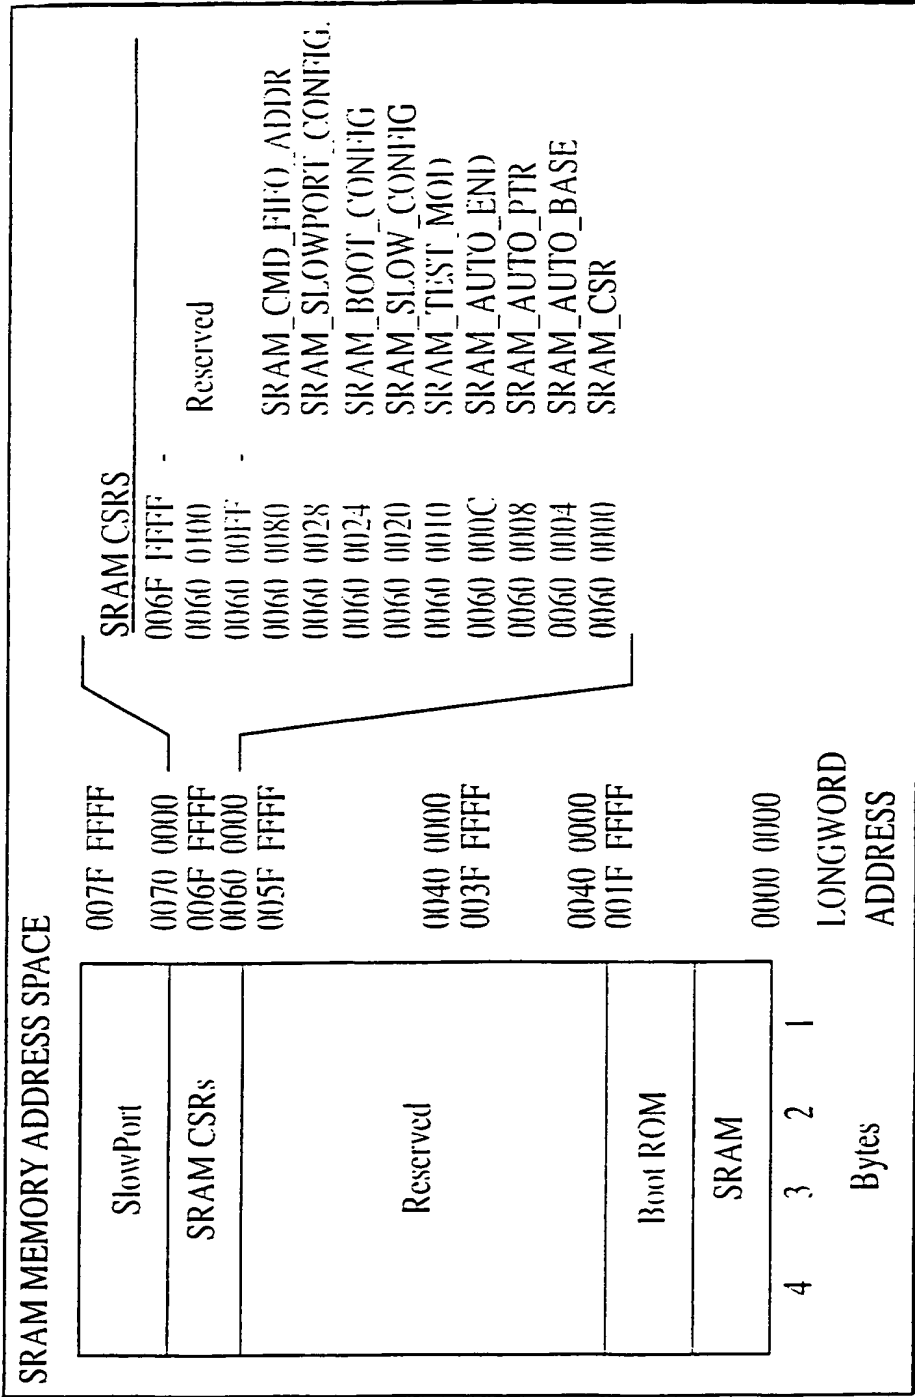 SRAM MEMORY ADDRESS SPACE
SlowPort
SRAM CSRs
Reserved
Boot ROM
SRAM
4 3 2 1
Bytes
007F FFFF
0070 0000
006F FFFF
0060 0000
005F FFFF
0040 0000
003F FFFF
0040 0000
001F FFFF
0000 0000
LONGWORD
ADDRESS
SRAM CSRS
006F FFFF -
0060 0100 Reserved
0060 00FF -
0060 0080 SRAM_CMD_FIFO_ADDR
0060 0028 SRAM_SLOWPORT_CONFIG.
0060 0024 SRAM_BOOT_CONFIG
0060 0020 SRAM_SLOW_CONFIG
0060 0010 SRAM_TEST_MOD
0060 000C SRAM_AUTO_END
0060 0008 SRAM_AUTO_PTR
0060 0004 SRAM_AUTO_BASE
0060 0000 SRAM_CSR